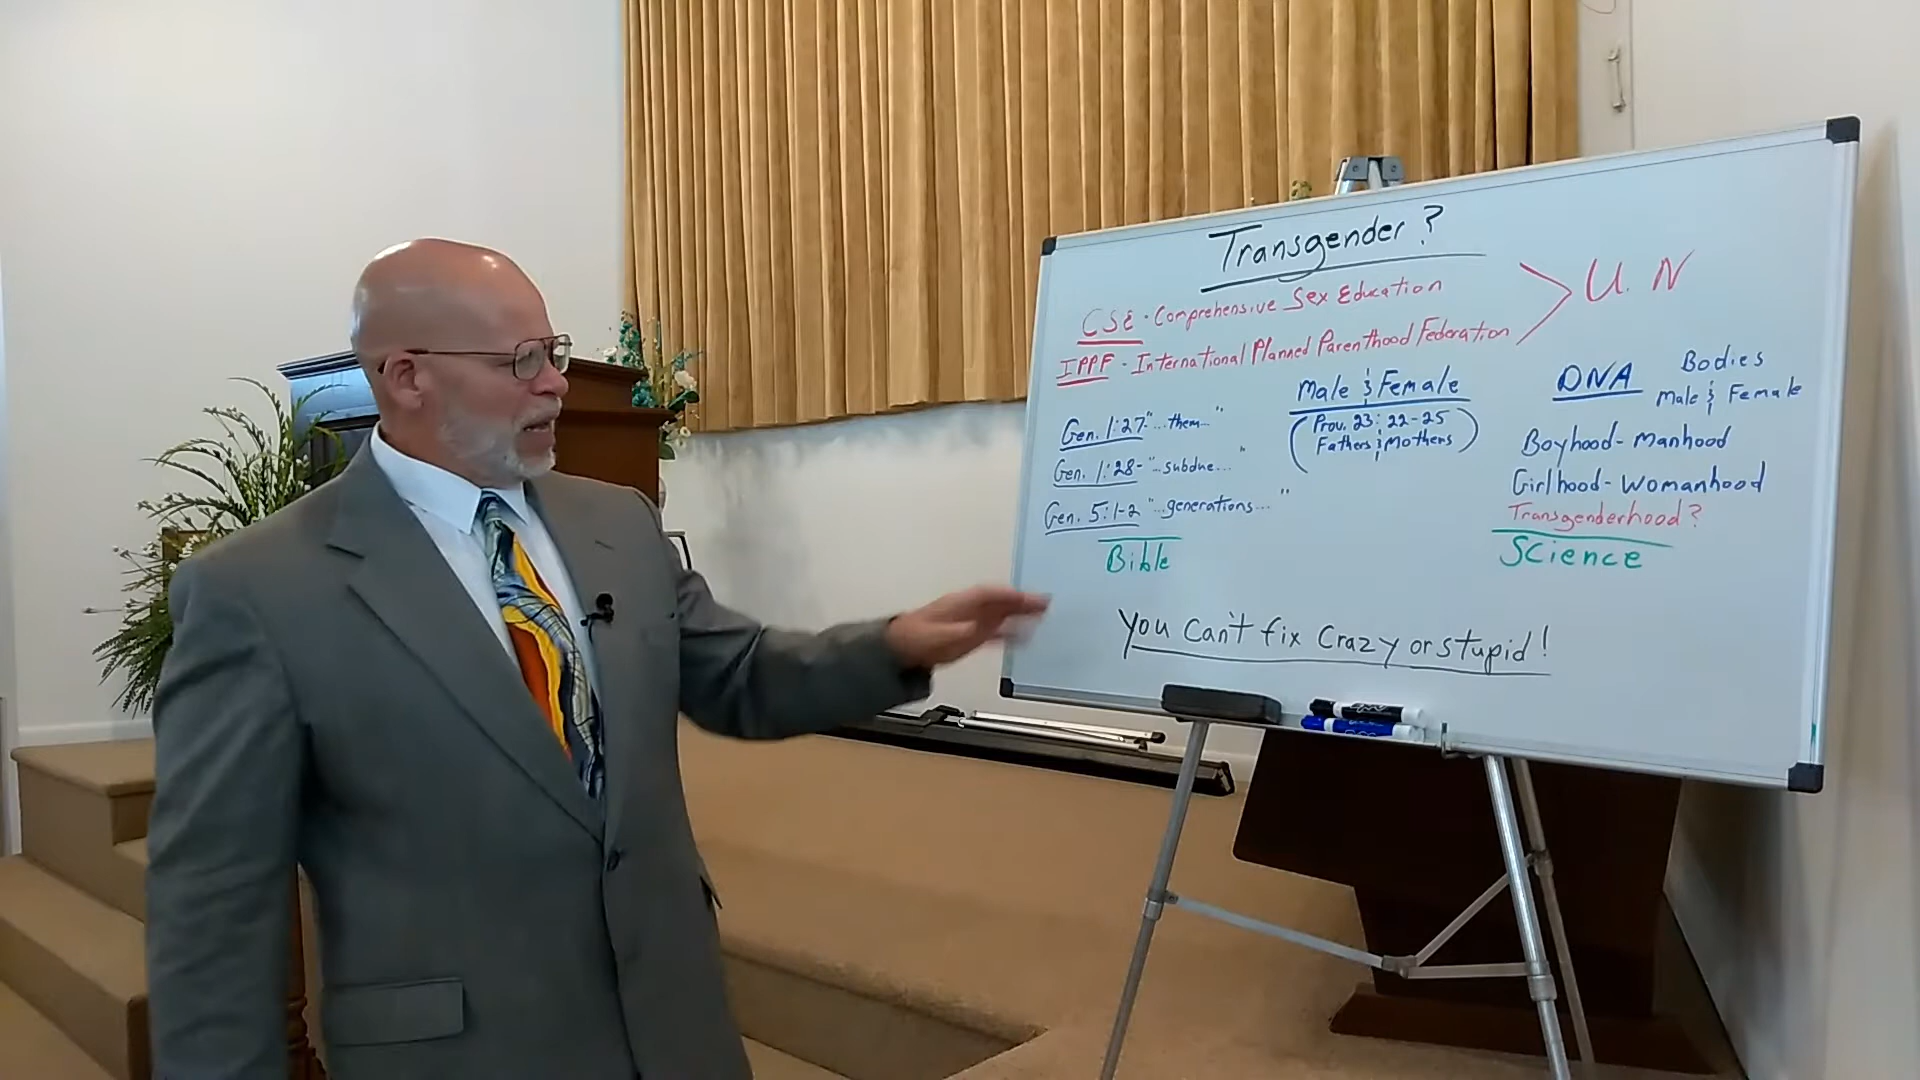 Transgender?
CSE - Comprehensive Sex Education
IPPF - International Planned Parenthood Federation
U.N
Male & Female
(Prov. 23:22-25
Fathers & Mothers)
Gen. 1:27 "...them..."
Gen. 1:28 - "...subdue..."
Gen. 5:1-2 "...generations..."
Bible
DNA Bodies
Male & Female
Boyhood - Manhood
Girlhood - Womanhood
Transgenderhood?
Science
You Can't fix Crazy or stupid!